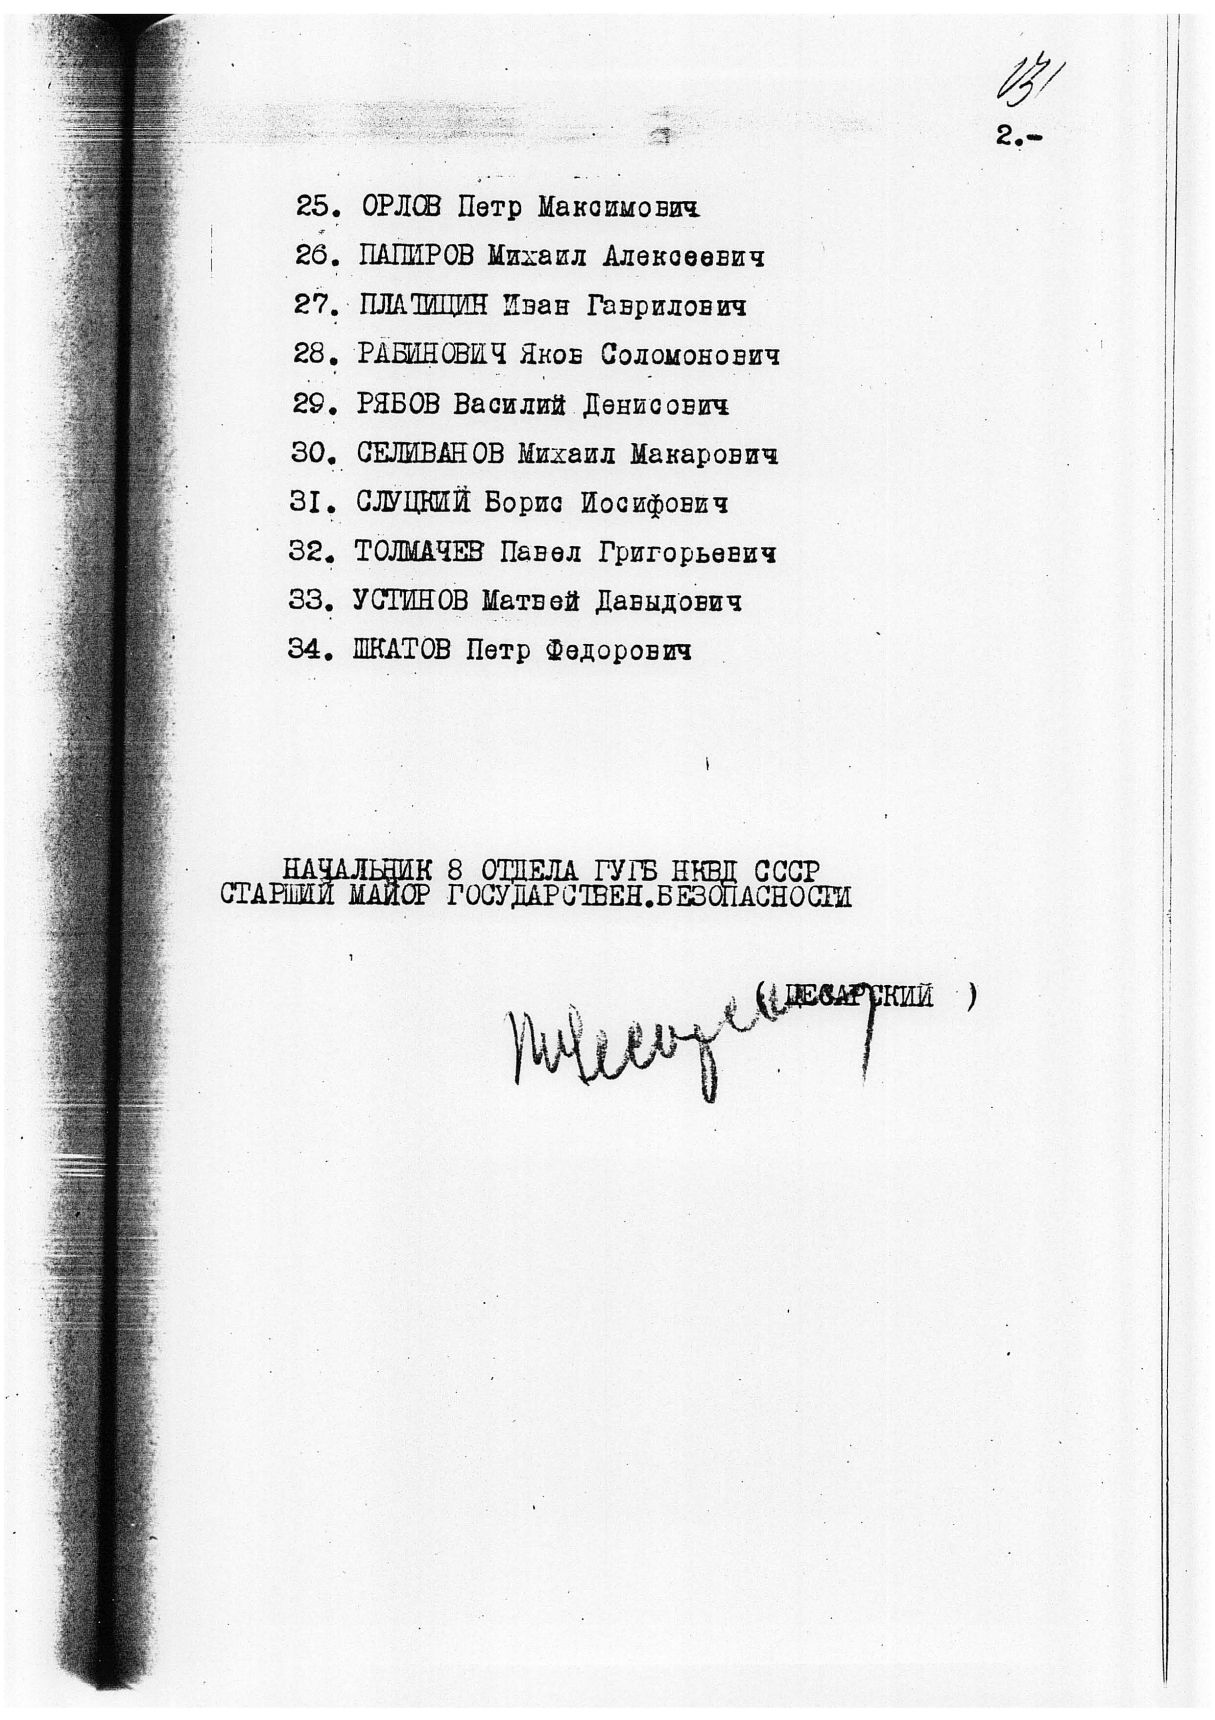 131
2.-
25. ОРЛОВ Петр Максимович
26. ПАПИРОВ Михаил Алексеевич
27. ПЛАТИЦИН Иван Гаврилович
28. РАБИНОВИЧ Яков Соломонович
29. РЯБОВ Василий Денисович
30. СЕЛИВАНОВ Михаил Макарович
31. СЛУЦКИЙ Борис Иосифович
32. ТОЛМАЧЕВ Павел Григорьевич
33. УСТИНОВ Матвей Давыдович
34. ШКАТОВ Петр Федорович
НАЧАЛЬНИК 8 ОТДЕЛА ГУГБ НКВД СССР
СТАРШИЙ МАЙОР ГОСУДАРСТВЕН.БЕЗОПАСНОСТИ
( ЦЕСАРСКИЙ )